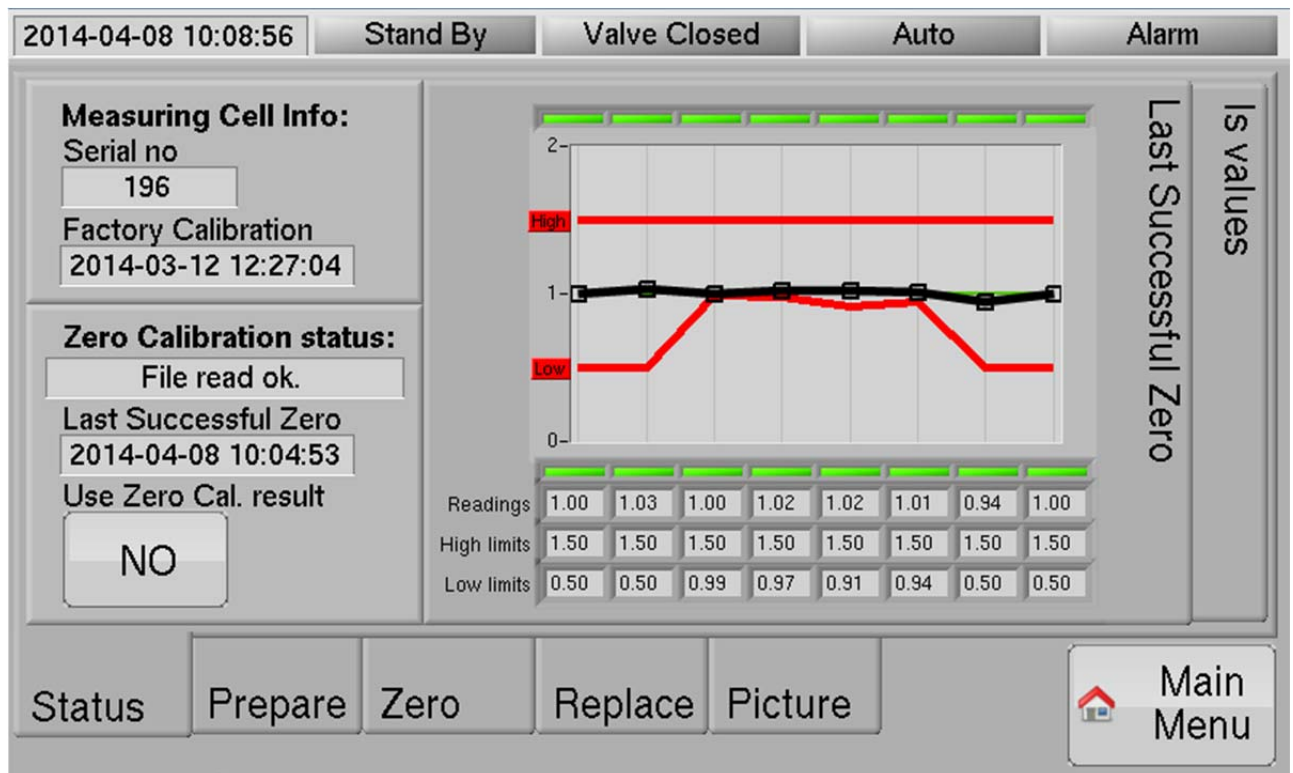 2014-04-08 10:08:56 Stand By Valve Closed Auto Alarm
Measuring Cell Info:
Serial no
196
Factory Calibration
2014-03-12 12:27:04
Zero Calibration status:
File read ok.
Last Successful Zero
2014-04-08 10:04:53
Use Zero Cal. result
NO
2-
High
1-
Low
0-
Readings 1.00 1.03 1.00 1.02 1.02 1.01 0.94 1.00
High limits 1.50 1.50 1.50 1.50 1.50 1.50 1.50 1.50
Low limits 0.50 0.50 0.99 0.97 0.91 0.94 0.50 0.50
Last Successful Zero
Is values
Status Prepare Zero Replace Picture
Main
Menu